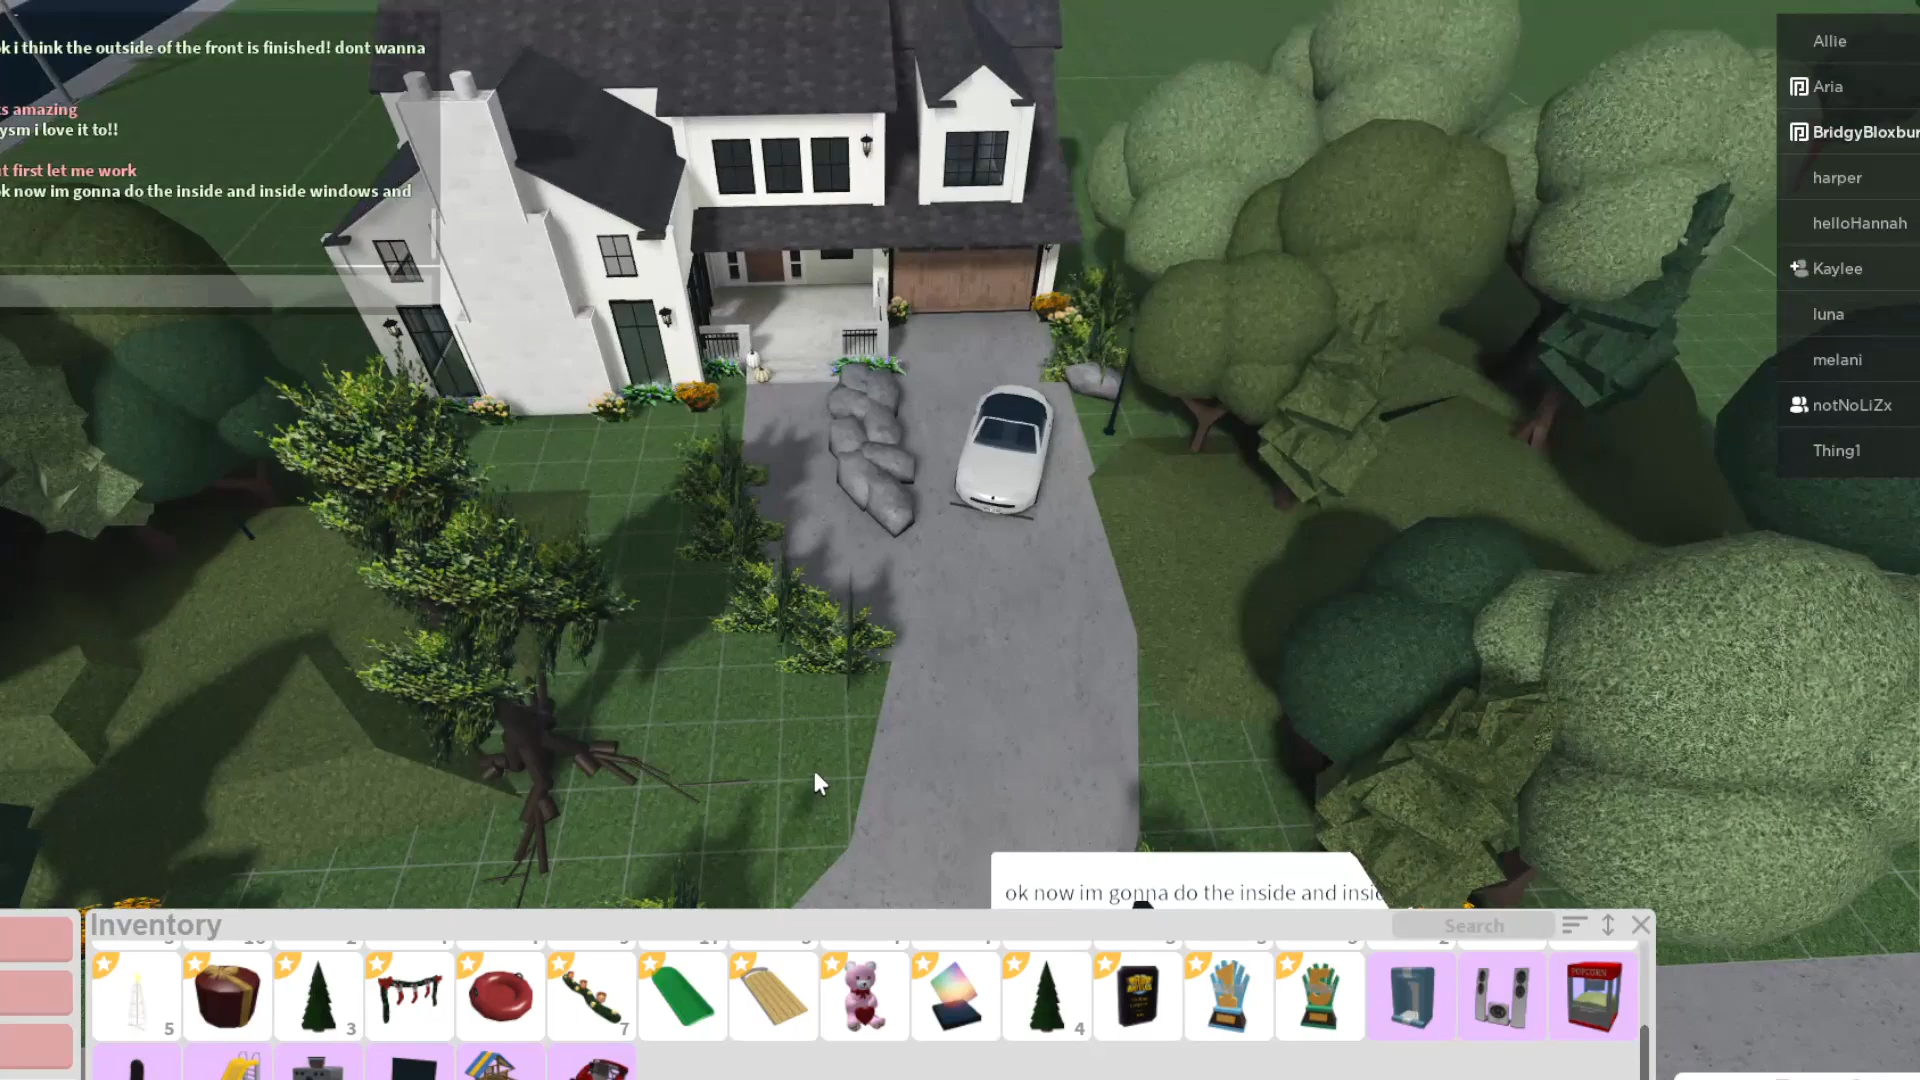 k i think the outside of the front is finished! dont wanna
s amazing
ysm i love it to!!
t first let me work
ok now im gonna do the inside and inside windows and
Allie
Aria
BridgyBloxbur
harper
helloHannah
Kaylee
luna
melani
notNoLiZx
Thing1
ok now im gonna do the inside and insi
Inventory
Search
5
3
7
4
POPCORN